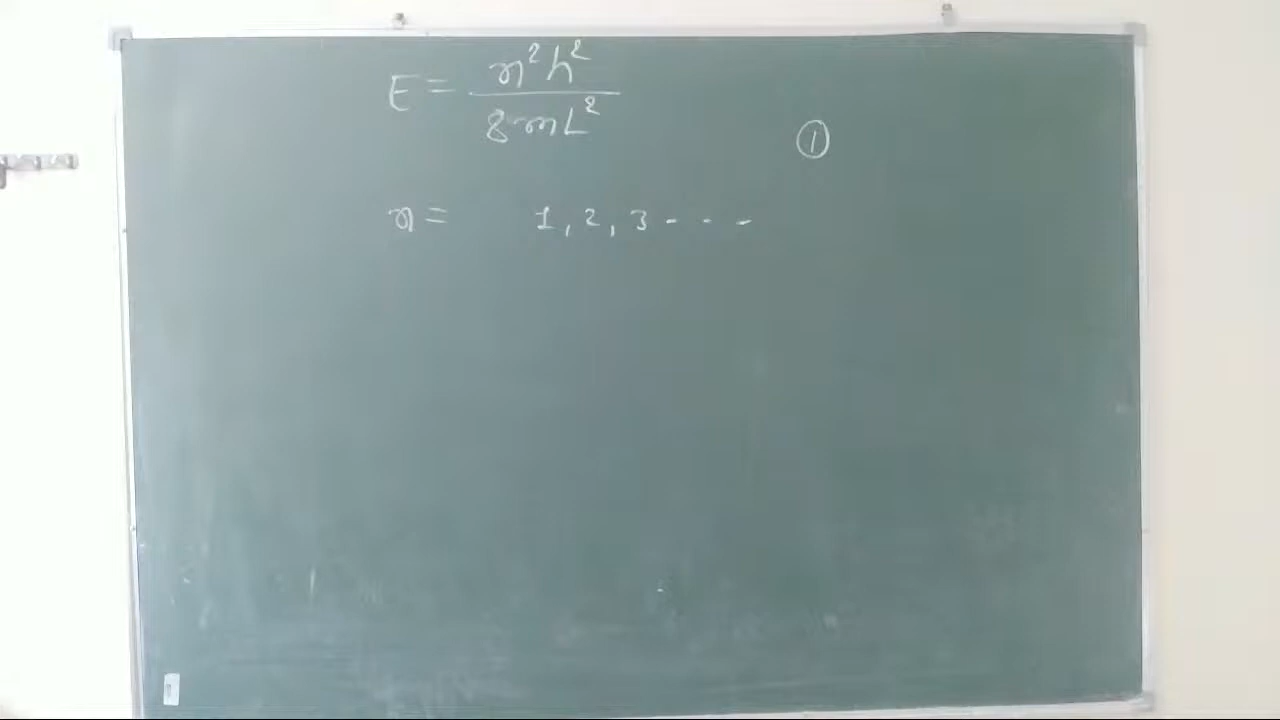 E = n²h² / 8mL²
①
n = 1, 2, 3 - - -